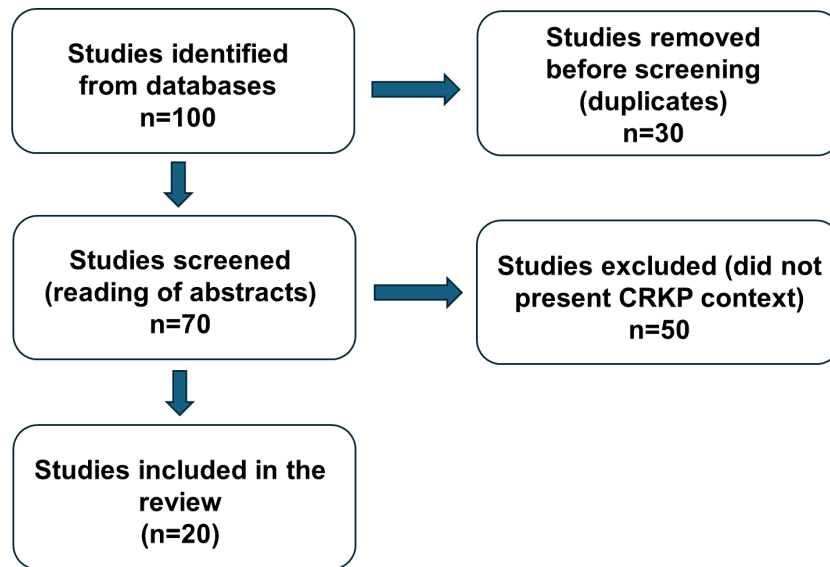 Studies identified
from databases
n=100
Studies removed
before screening
(duplicates)
n=30
Studies screened
(reading of abstracts)
n=70
Studies excluded (did not
present CRKP context)
n=50
Studies included in the
review
(n=20)